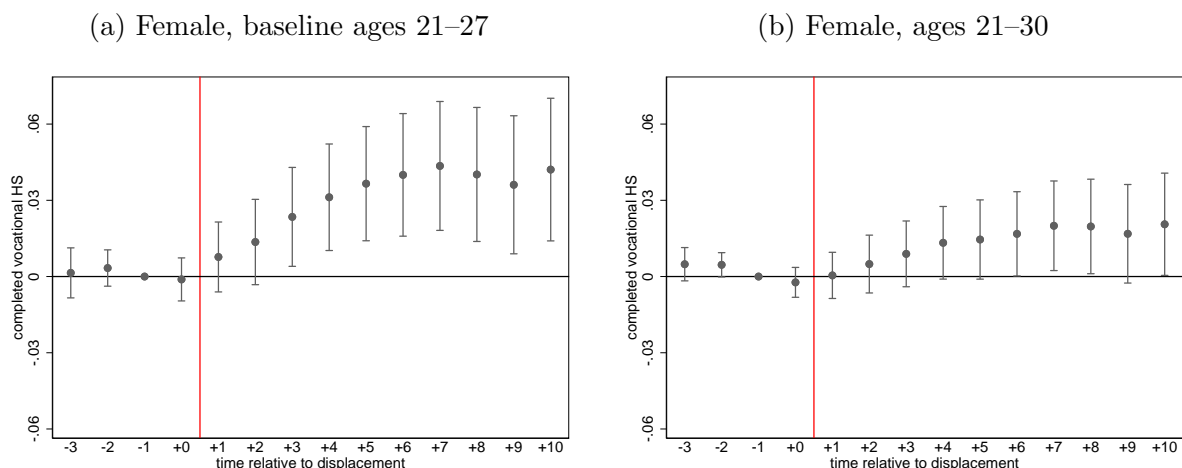 (a) Female, baseline ages 21–27
completed vocational HS
.06
.03
0
-.03
-.06
-3 -2 -1 +0 +1 +2 +3 +4 +5 +6 +7 +8 +9 +10
time relative to displacement
(b) Female, ages 21–30
completed vocational HS
.06
.03
0
-.03
-.06
-3 -2 -1 +0 +1 +2 +3 +4 +5 +6 +7 +8 +9 +10
time relative to displacement